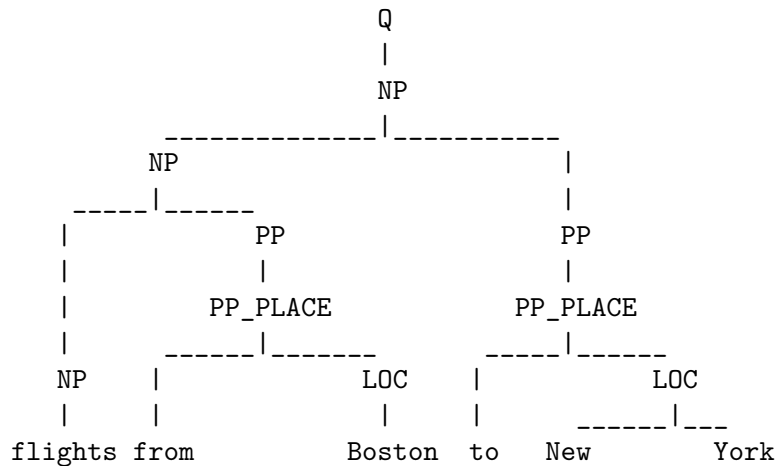 Q
NP
NP
PP PP
PP_PLACE PP_PLACE
NP LOC LOC
flights from Boston to New York